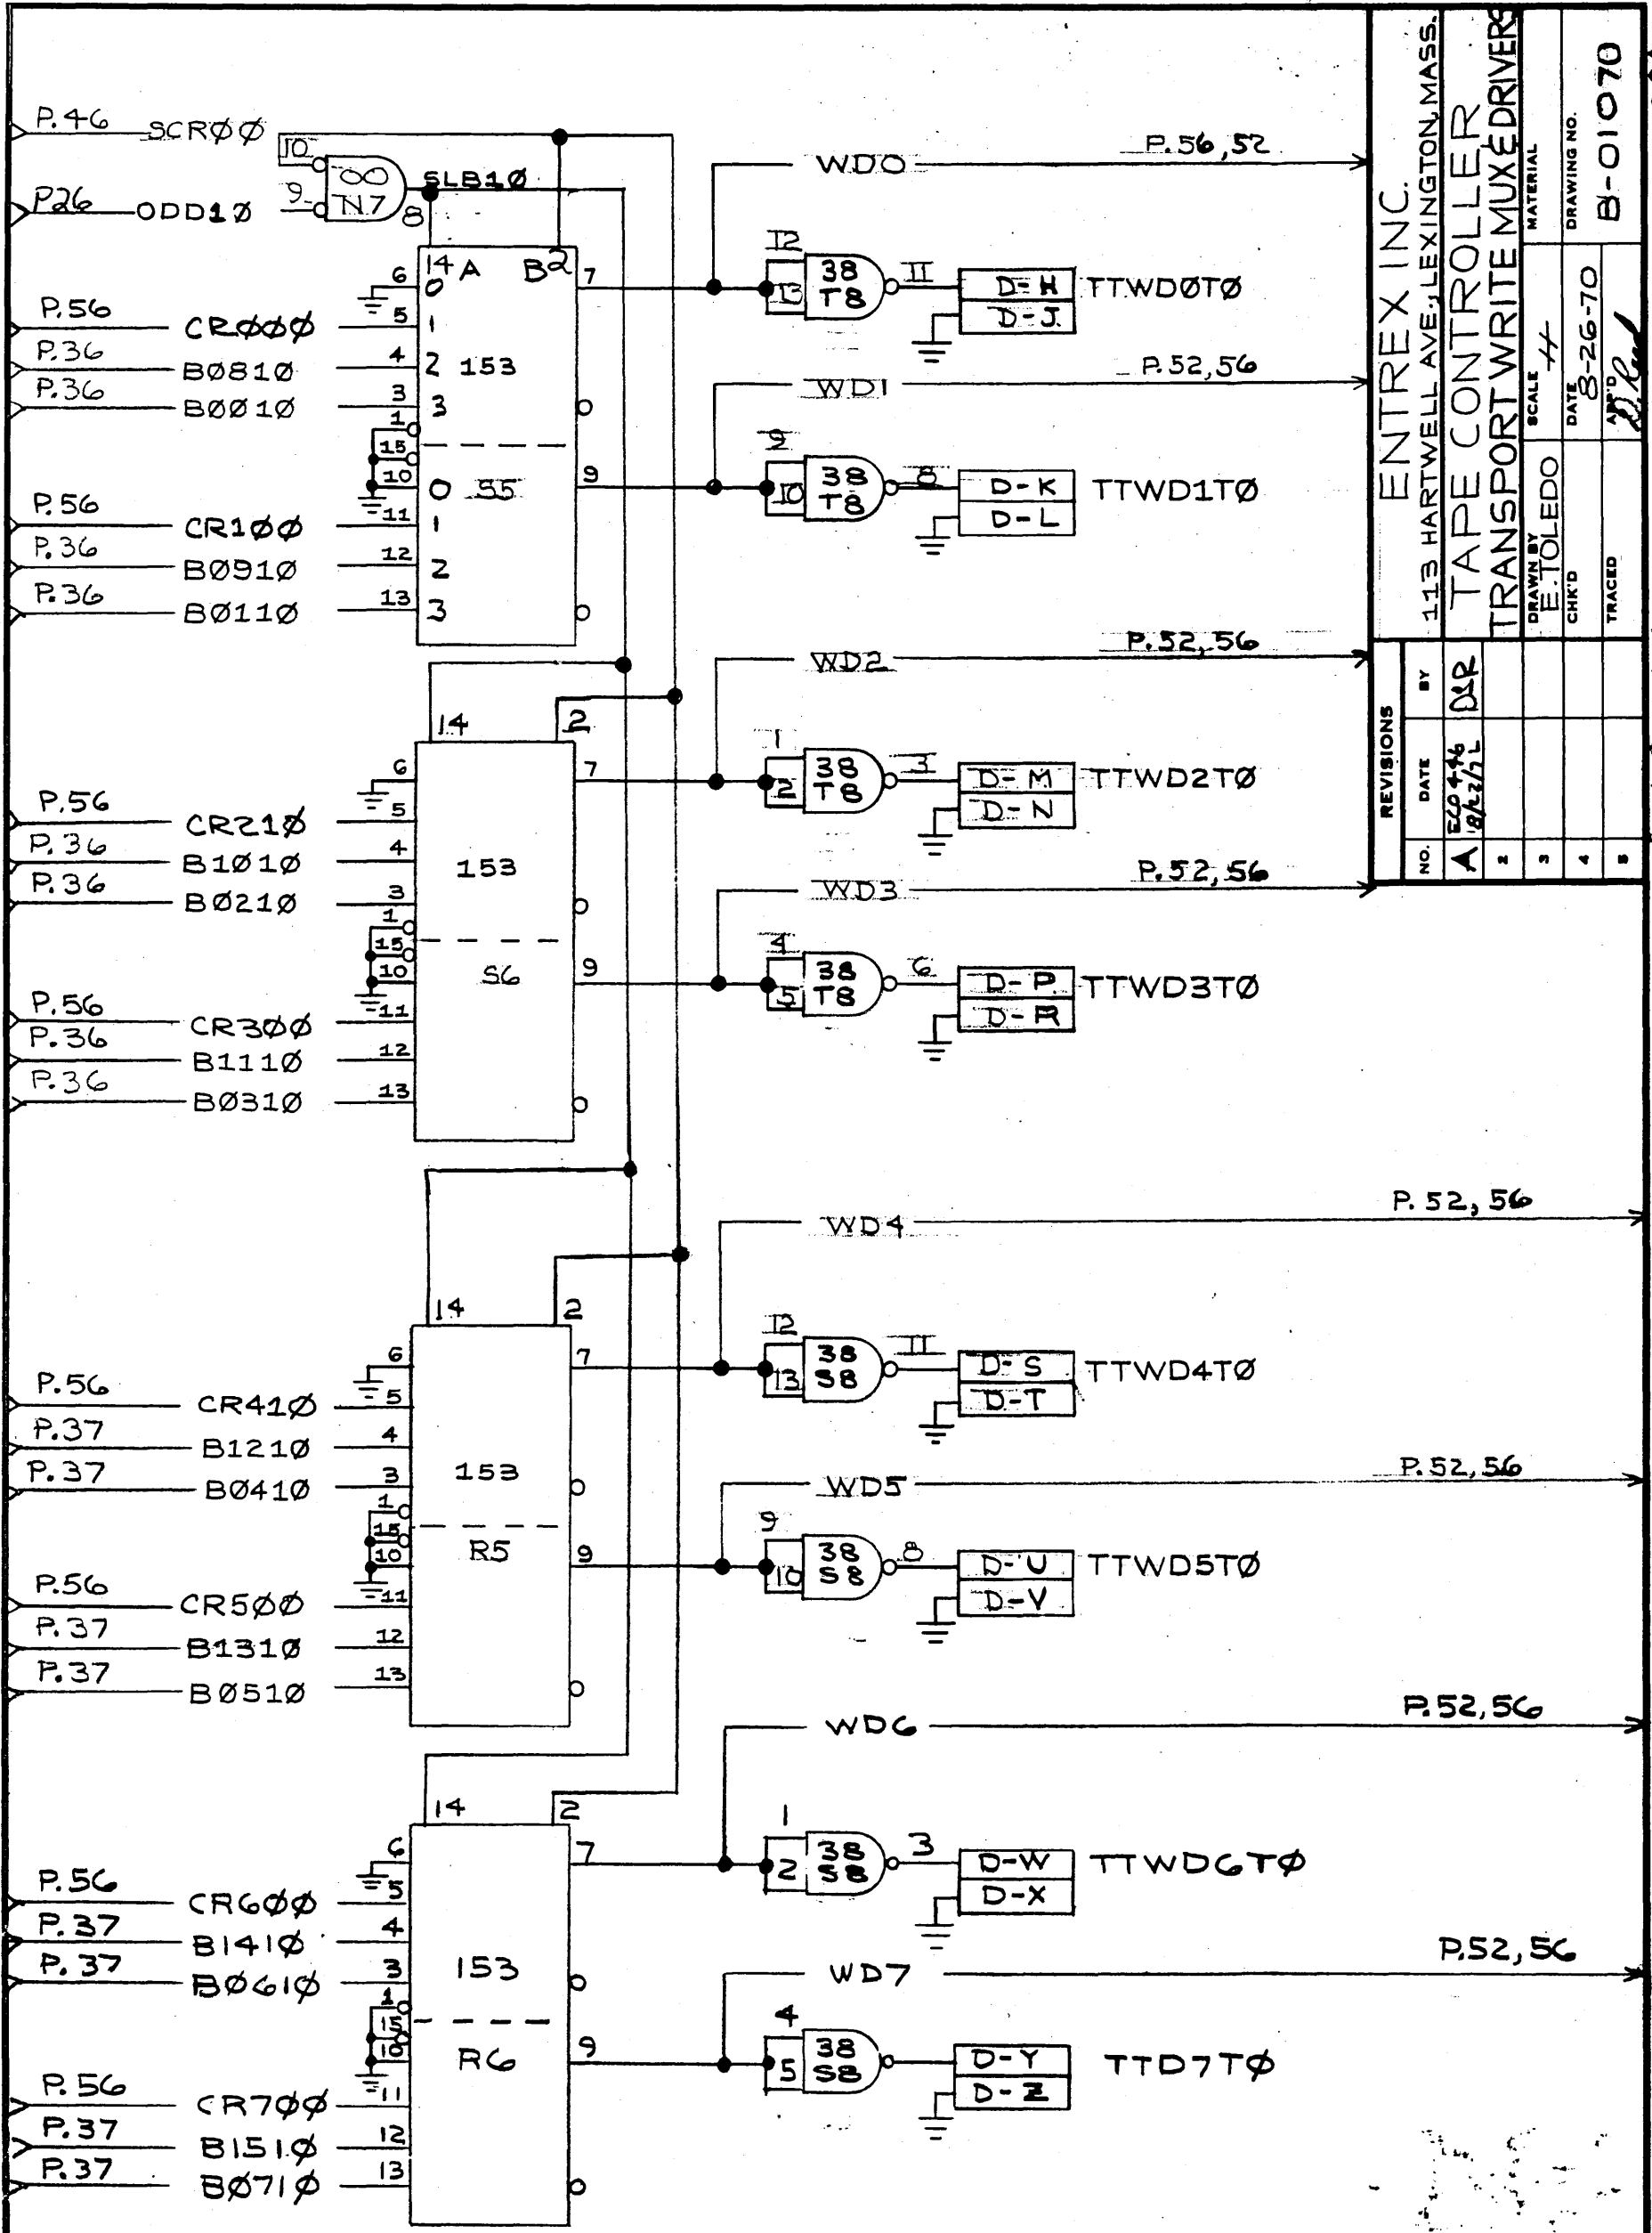 P.46 SCRØØ
10
00
N7
9
8
SLB1Ø
P26 ODD1Ø
WD0 P.56,52
14 A B 2
6 0 7
12
13
38
T8
11
D-H TTWDØTØ
D-J
P.56 CRØØØ 5 1
P.36 BØ81Ø 4 2 153
P.36 BØØ1Ø 3 3
1
15
10 0 S5 9
WD1 P.52,56
9
10
38
T8
8
D-K TTWD1TØ
D-L
P.56 CR1ØØ 11 1
P.36 BØ91Ø 12 2
P.36 BØ11Ø 13 3
WD2 P.52,56
14 2
6 7
1
2
38
T8
3
D-M TTWD2TØ
D-N
P.56 CR21Ø 5
P.36 B1Ø1Ø 4 153
P.36 BØ21Ø 3
1
15
10 S6 9
WD3 P.52,56
4
5
38
T8
6
D-P TTWD3TØ
D-R
P.56 CR3ØØ 11
P.36 B111Ø 12
P.36 BØ31Ø 13
WD4 P.52,56
14 2
6 7
12
13
38
S8
11
D-S TTWD4TØ
D-T
P.56 CR41Ø 5
P.37 B121Ø 4
P.37 BØ41Ø 3 153
1
15
10 R5 9
WD5 P.52,56
9
10
38
S8
8
D-U TTWD5TØ
D-V
P.56 CR5ØØ 11
P.37 B131Ø 12
P.37 BØ51Ø 13
WD6 P.52,56
14 2
6 7
1
2
38
S8
3
D-W TTWD6TØ
D-X
P.56 CR6ØØ 5
P.37 B141Ø 4
P.37 BØ61Ø 3 153
1
15
10 R6 9
WD7 P.52,56
4
5
38
S8
D-Y TTD7TØ
D-Z
P.56 CR7ØØ 11
P.37 B151Ø 12
P.37 BØ71Ø 13
ENTREX INC.
113 HARTWELL AVE., LEXINGTON, MASS.
TAPE CONTROLLER
TRANSPORT WRITE MUX & DRIVERS
DRAWN BY E. TOLEDO SCALE MATERIAL
CHK'D DATE 8-26-70 DRAWING NO.
TRACED APP'D B-01070
REVISIONS
NO. DATE BY
A ECO446 DSR
2
3
4
5